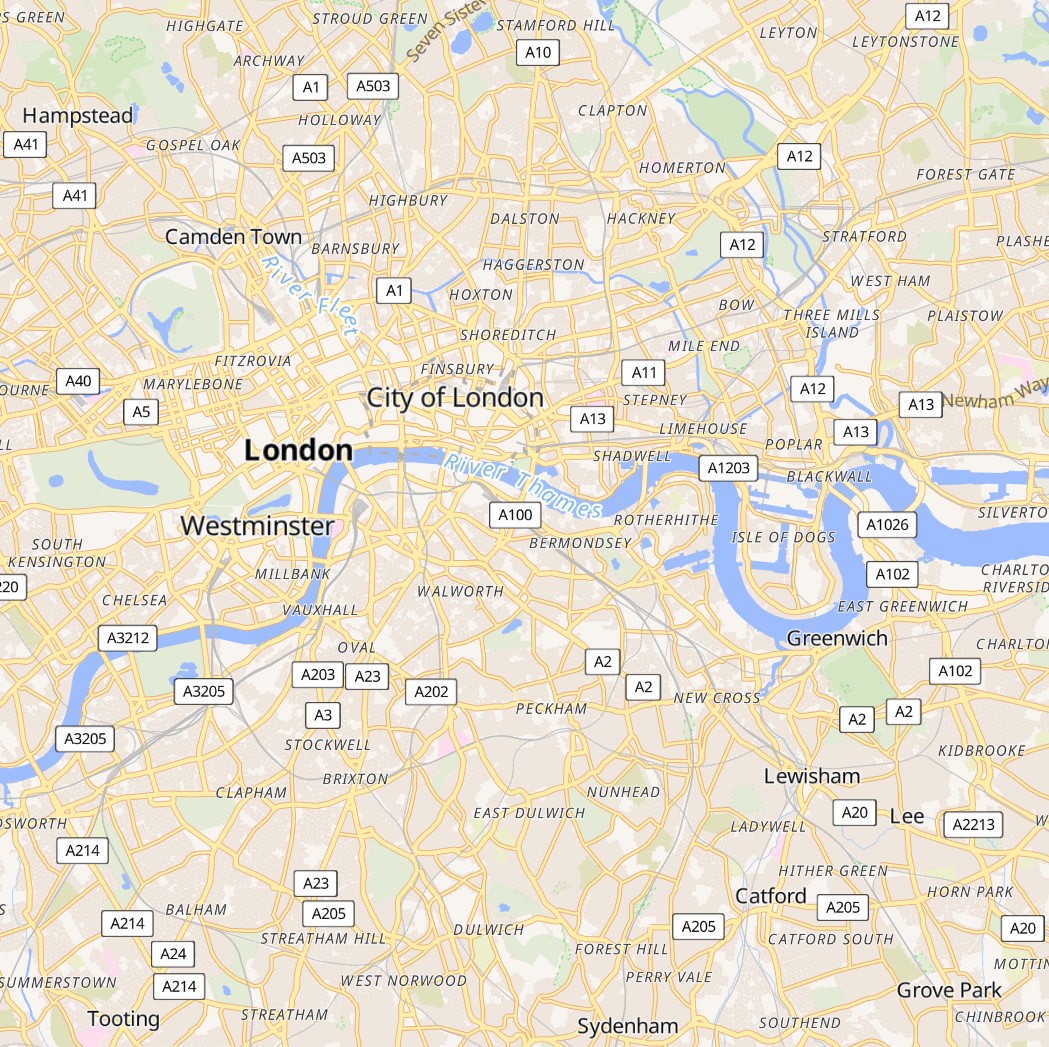 S GREEN
HIGHGATE
STROUD GREEN
Seven Sister
STAMFORD HILL
A12
LEYTON
LEYTONSTONE
ARCHWAY
A10
A1
A503
Hampstead
HOLLOWAY
CLAPTON
A41
GOSPEL OAK
A503
A12
HOMERTON
FOREST GATE
A41
HIGHBURY
DALSTON
HACKNEY
Camden Town
BARNSBURY
A12
STRATFORD
PLASHE
HAGGERSTON
River Fleet
A1
HOXTON
WEST HAM
BOW
THREE MILLS
ISLAND
PLAISTOW
SHOREDITCH
MILE END
FITZROVIA
FINSBURY
A11
OURNE
A40
MARYLEBONE
City of London
STEPNEY
A12
A13
Newham Way
A5
A13
LIMEHOUSE
A13
LL
London
SHADWELL
POPLAR
A1203
BLACKWALL
Riiver Thames
A100
ROTHERHITHE
SILVERTO
Westminster
A1026
ISLE OF DOGS
BERMONDSEY
SOUTH
KENSINGTON
MILLBANK
A102
CHARLTO
RIVERSID
220
CHELSEA
WALWORTH
VAUXHALL
EAST GREENWICH
A3212
Greenwich
CHARLTON
OVAL
A203
A23
A2
A102
A3205
A202
A2
NEW CROSS
A3
PECKHAM
A2
A2
A3205
STOCKWELL
KIDBROOKE
BRIXTON
Lewisham
CLAPHAM
NUNHEAD
EAST DULWICH
A20
Lee
DSWORTH
LADYWELL
A2213
W
A214
HITHER GREEN
A23
Catford
HORN PARK
S
BALHAM
A205
A205
A214
A205
A20
STREATHAM HILL
DULWICH
CATFORD SOUTH
A24
FOREST HILL
MOTTIN
SUMMERSTOWN
A214
WEST NORWOOD
PERRY VALE
Grove Park
Tooting
STREATHAM
Sydenham
SOUTHEND
CHINBROOK